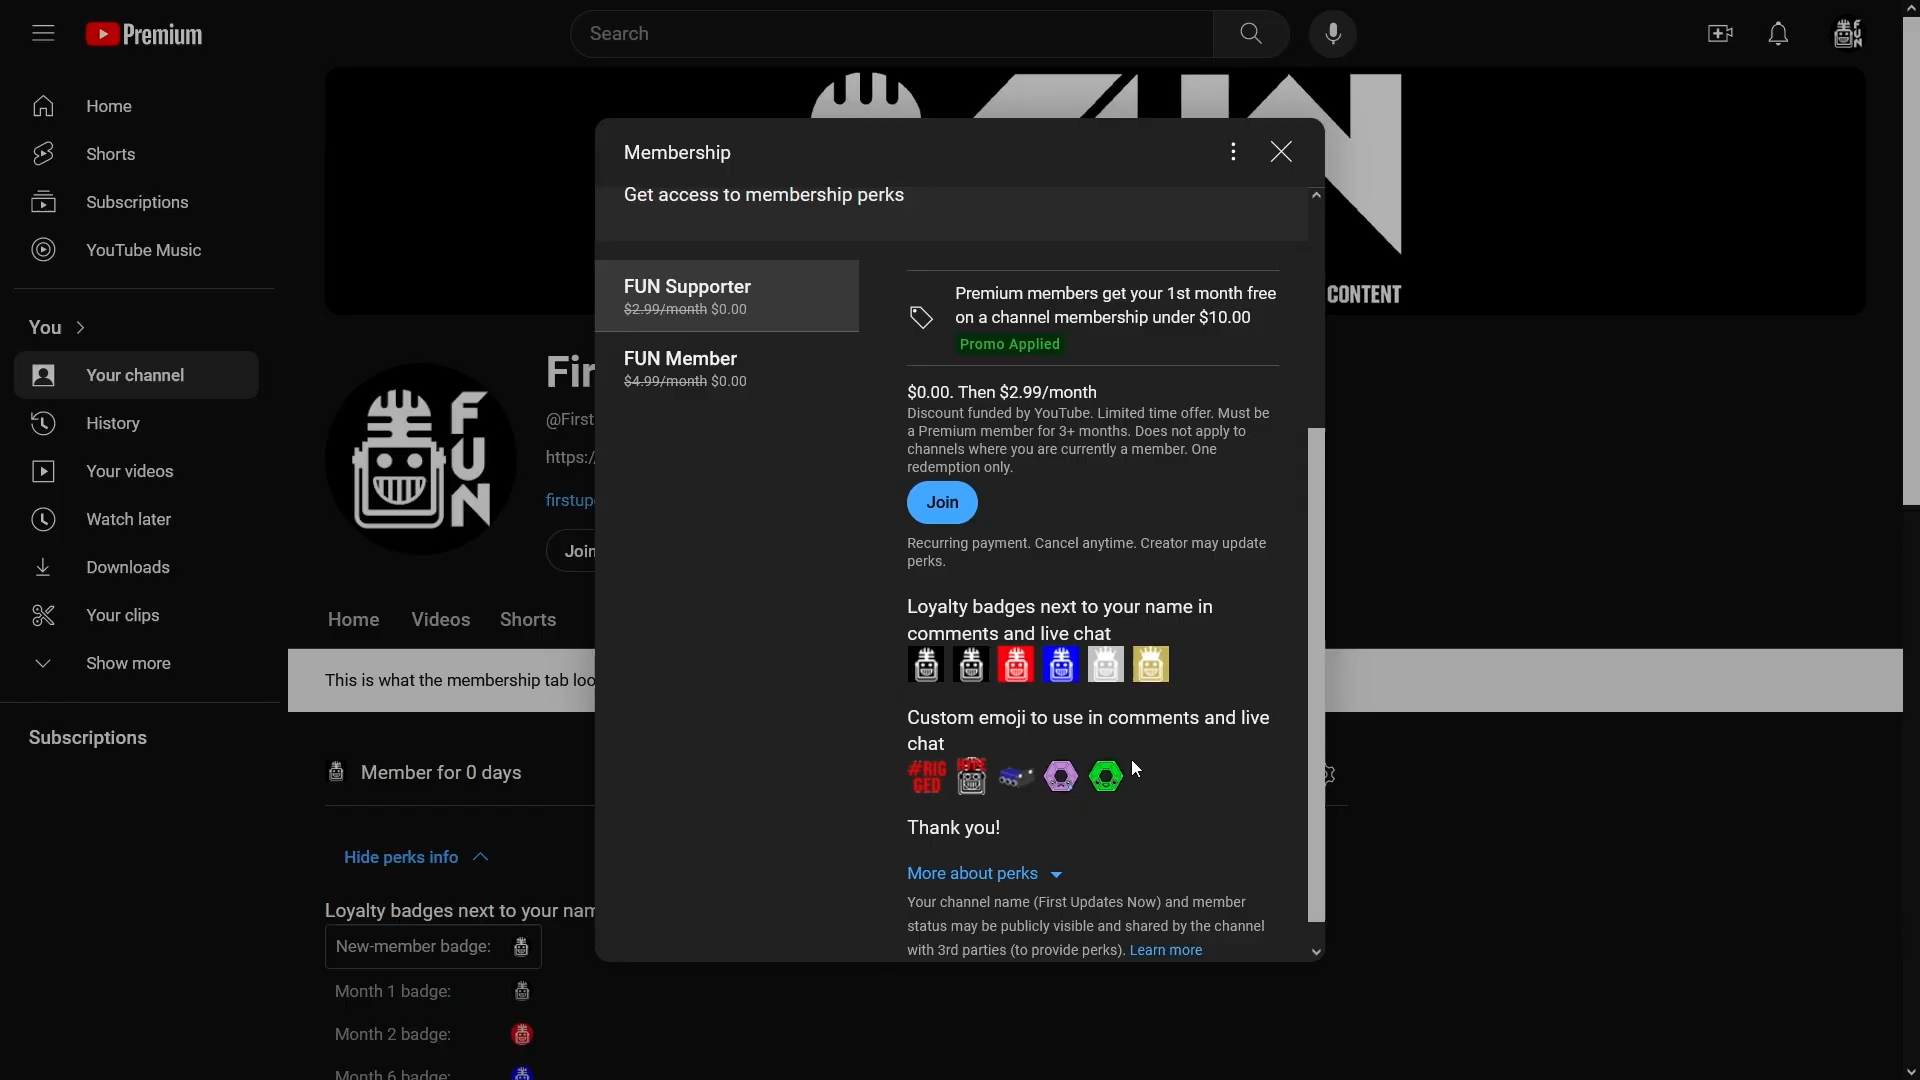 Premium
Search
Home
Shorts
Subscriptions
YouTube Music
You
Your channel
History
Your videos
Watch later
Downloads
Your clips
Show more
Subscriptions
CONTENT
FUN
@First
https:/
Join
Home Videos Shorts
This is what the membership tab loo
Member for 0 days
Hide perks info
Loyalty badges next to your nam
New-member badge:
Month 1 badge:
Month 2 badge:
Month 6 badge:
Membership
Get access to membership perks
FUN Supporter
$2.99/month $0.00
FUN Member
$4.99/month $0.00
Premium members get your 1st month free
on a channel membership under $10.00
Promo Applied
$0.00. Then $2.99/month
Discount funded by YouTube. Limited time offer. Must be
a Premium member for 3+ months. Does not apply to
channels where you are currently a member. One
redemption only.
Join
Recurring payment. Cancel anytime. Creator may update
perks.
Loyalty badges next to your name in
comments and live chat
Custom emoji to use in comments and live
chat
#RIG
GED
HYPE
Thank you!
More about perks
Your channel name (First Updates Now) and member
status may be publicly visible and shared by the channel
with 3rd parties (to provide perks). Learn more